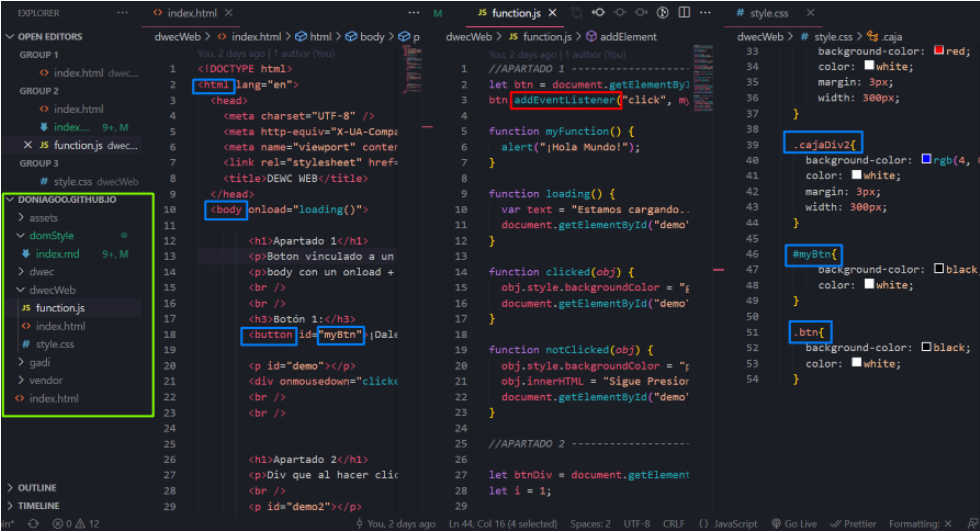 EXPLORER
OPEN EDITORS
GROUP 1
index.html dwec...
GROUP 2
index.html
index.... 9+, M
function.js dwec...
GROUP 3
style.css dwecWeb
DONIAGOO.GITHUB.IO
assets
domStyle
index.md 9+, M
dwec
dwecWeb
function.js
index.html
style.css
gadi
vendor
index.html
OUTLINE
TIMELINE
index.html
dwecWeb > index.html > html > body > p
You, 2 days ago | 1 author (You)
1 <!DOCTYPE html>
2 <html lang="en">
3 <head>
4 <meta charset="UTF-8" />
5 <meta http-equiv="X-UA-Compa
6 <meta name="viewport" conten
7 <link rel="stylesheet" href=
8 <title>DEWC WEB</title>
9 </head>
10 <body onload="loading()">
11
12 <h1>Apartado 1</h1>
13 <p>Boton vinculado a un
14 <p>body con un onload +
15 <br />
16 <br />
17 <h3>Botón 1:</h3>
18 <button id="myBtn">¡Dale
19
20 <p id="demo"></p>
21 <div onmousedown="clicke
22 <br />
23 <br />
24
25
26 <h1>Apartado 2</h1>
27 <p>Div que al hacer clic
28 <br />
29 <p id="demo2"></p>
M
function.js
dwecWeb > function.js > addElement
You, 2 days ago | 1 author (You)
1 //APARTADO 1 -----------------
2 let btn = document.getElementByI
3 btn.addEventListener("click", my
4
5 function myFunction() {
6 alert("¡Hola Mundo!");
7 }
8
9 function loading() {
10 var text = "Estamos cargando..
11 document.getElementById("demo"
12 }
13
14 function clicked(obj) {
15 obj.style.backgroundColor = "g
16 document.getElementById("demo"
17 }
18
19 function notClicked(obj) {
20 obj.style.backgroundColor = "p
21 obj.innerHTML = "Sigue Presion
22 document.getElementById("demo"
23 }
24
25 //APARTADO 2 -----------------
26
27 let btnDiv = document.getElement
28 let i = 1;
29
style.css
dwecWeb > style.css > .caja
33 background-color: red;
34 color: white;
35 margin: 3px;
36 width: 300px;
37 }
38
39 .cajaDiv2{
40 background-color: rgb(4,
41 color: white;
42 margin: 3px;
43 width: 300px;
44 }
45
46 #myBtn{
47 background-color: black
48 color: white;
49 }
50
51 .btn{
52 background-color: black;
53 color: white;
54 }
0 12
You, 2 days ago
Ln 44, Col 16 (4 selected)
Spaces: 2
UTF-8
CRLF
{} JavaScript
Go Live
Prettier
Formatting: ×